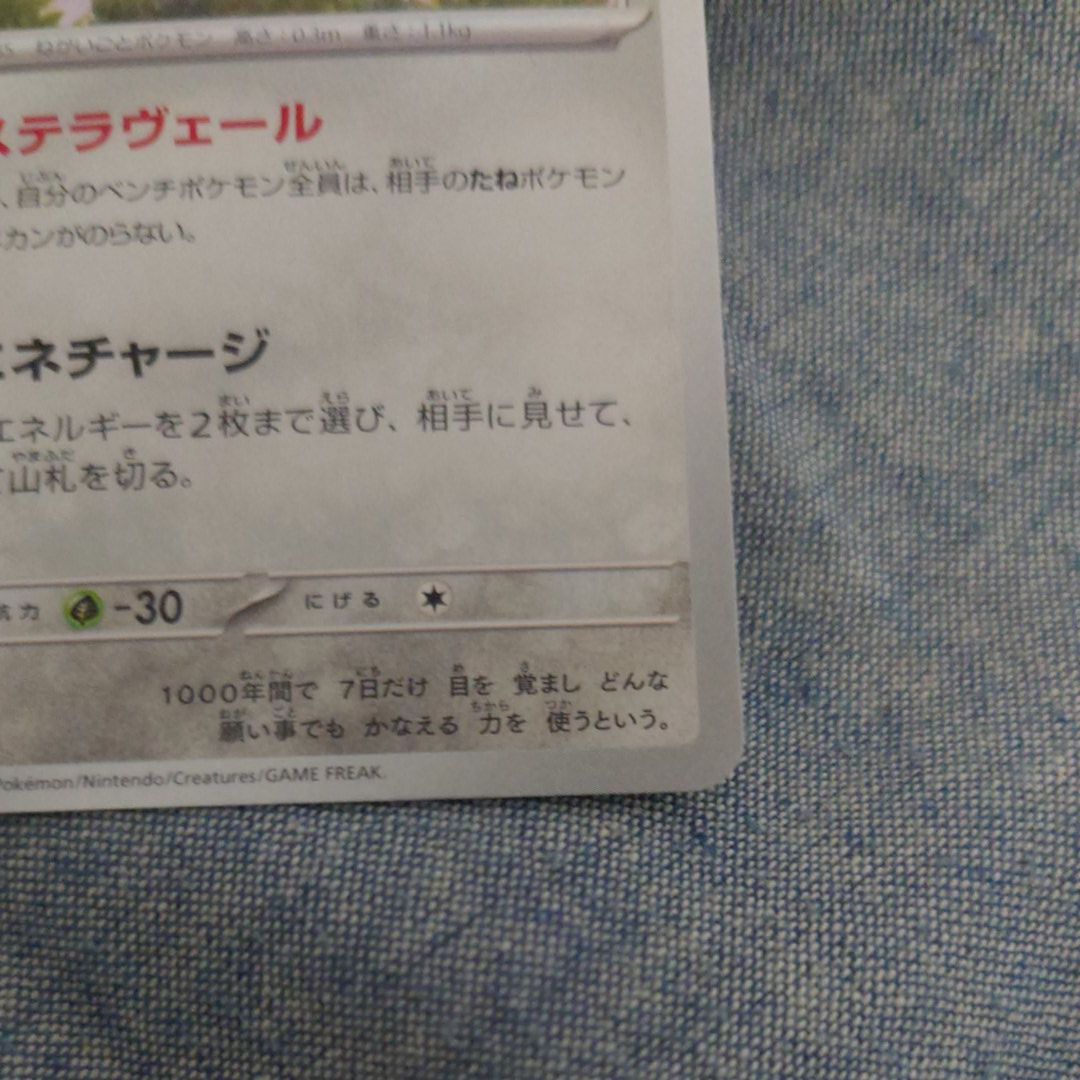 ねがいごとポケモン 高さ:0.3m 重さ:1.1kg
ステラヴェール
、自分のベンチポケモン全員は、相手のたねポケモン
カンがのらない。
エネチャージ
エネルギーを2枚まで選び、相手に見せて、
て山札を切る。
抗力 -30 にげる
1000年間で 7日だけ 目を 覚まし どんな
願い事でも かなえる 力を 使うという。
Pokémon/Nintendo/Creatures/GAME FREAK.